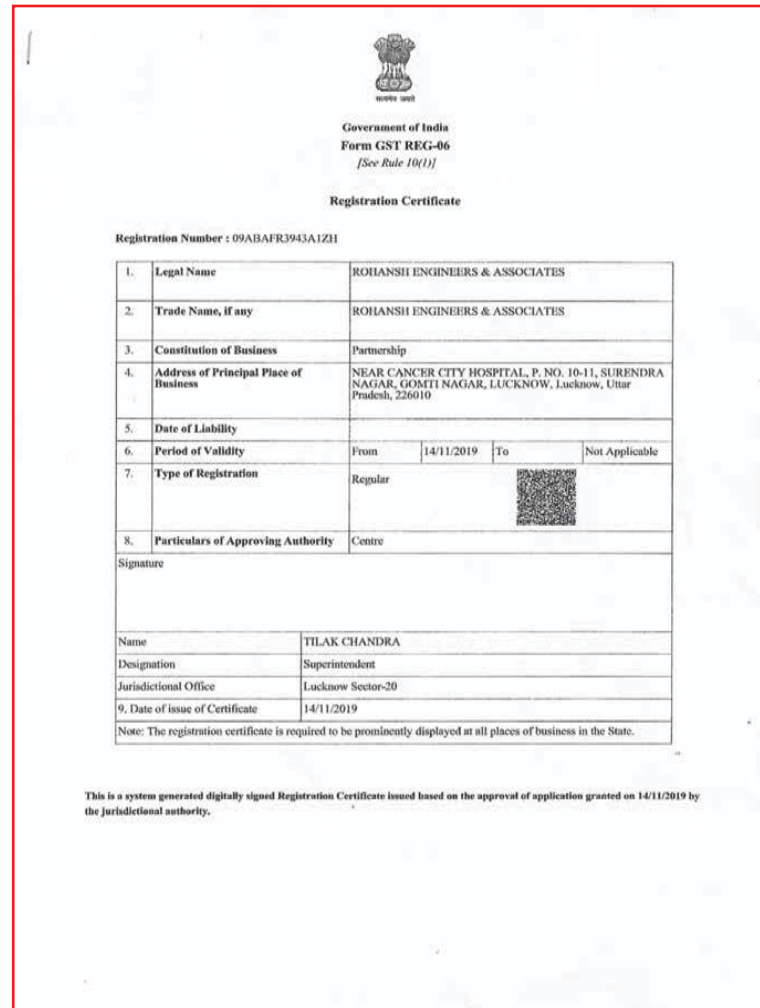 सत्यमेव जयते
Government of India
Form GST REG-06
[See Rule 10(1)]
Registration Certificate
Registration Number : 09ABAFR3943A1ZH
1. Legal Name ROHANSH ENGINEERS & ASSOCIATES
2. Trade Name, if any ROHANSH ENGINEERS & ASSOCIATES
3. Constitution of Business Partnership
4. Address of Principal Place of Business NEAR CANCER CITY HOSPITAL, P. NO. 10-11, SURENDRA
NAGAR, GOMTI NAGAR, LUCKNOW, Lucknow, Uttar
Pradesh, 226010
5. Date of Liability
6. Period of Validity From 14/11/2019 To Not Applicable
7. Type of Registration Regular
8. Particulars of Approving Authority Centre
Signature
Name TILAK CHANDRA
Designation Superintendent
Jurisdictional Office Lucknow Sector-20
9. Date of issue of Certificate 14/11/2019
Note: The registration certificate is required to be prominently displayed at all places of business in the State.
This is a system generated digitally signed Registration Certificate issued based on the approval of application granted on 14/11/2019 by
the jurisdictional authority.